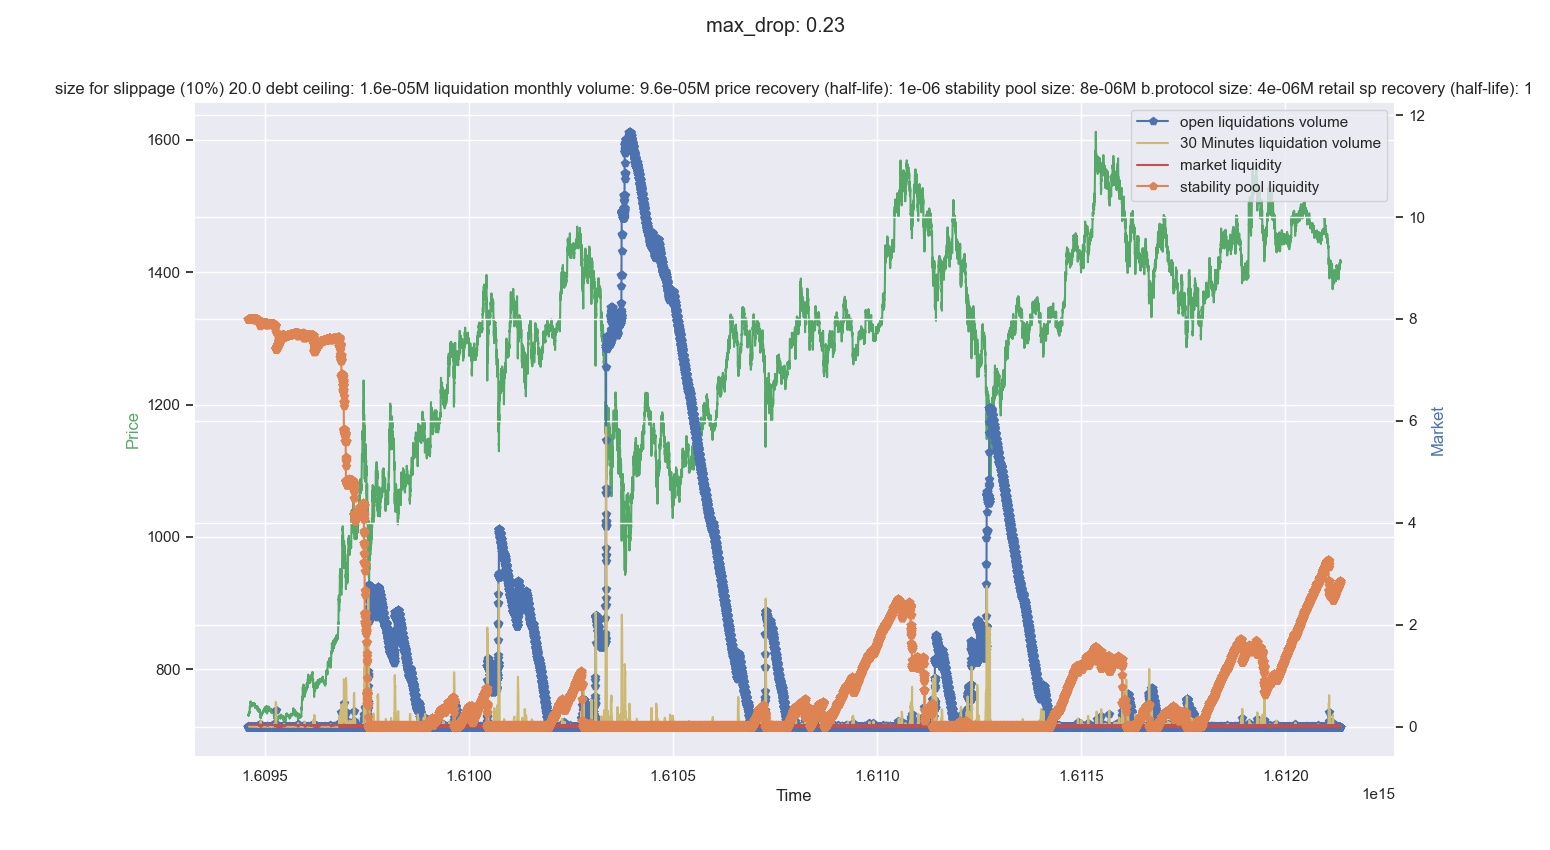 max_drop: 0.23
size for slippage (10%) 20.0 debt ceiling: 1.6e-05M liquidation monthly volume: 9.6e-05M price recovery (half-life): 1e-06 stability pool size: 8e-06M b.protocol size: 4e-06M retail sp recovery (half-life): 1
open liquidations volume
30 Minutes liquidation volume
market liquidity
stability pool liquidity
1600
1400
1200
1000
800
Price
12
10
8
6
4
2
0
Market
1.6095 1.6100 1.6105 1.6110 1.6115 1.6120
1e15
Time